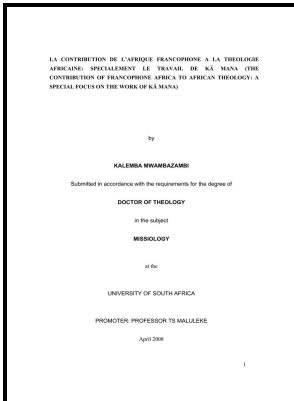 LA CONTRIBUTION DE L'AFRIQUE FRANCOPHONE A LA THEOLOGIE
AFRICAINE: SPECIALEMENT LE TRAVAIL DE KÄ MANA (THE
CONTRIBUTION OF FRANCOPHONE AFRICA TO AFRICAN THEOLOGY: A
SPECIAL FOCUS ON THE WORK OF KÄ MANA)
by
KALEMBA MWAMBAZAMBI
Submitted in accordance with the requirements for the degree of
DOCTOR OF THEOLOGY
in the subject
MISSIOLOGY
at the
UNIVERSITY OF SOUTH AFRICA
PROMOTER: PROFESSOR TS MALULEKE
April 2008
1